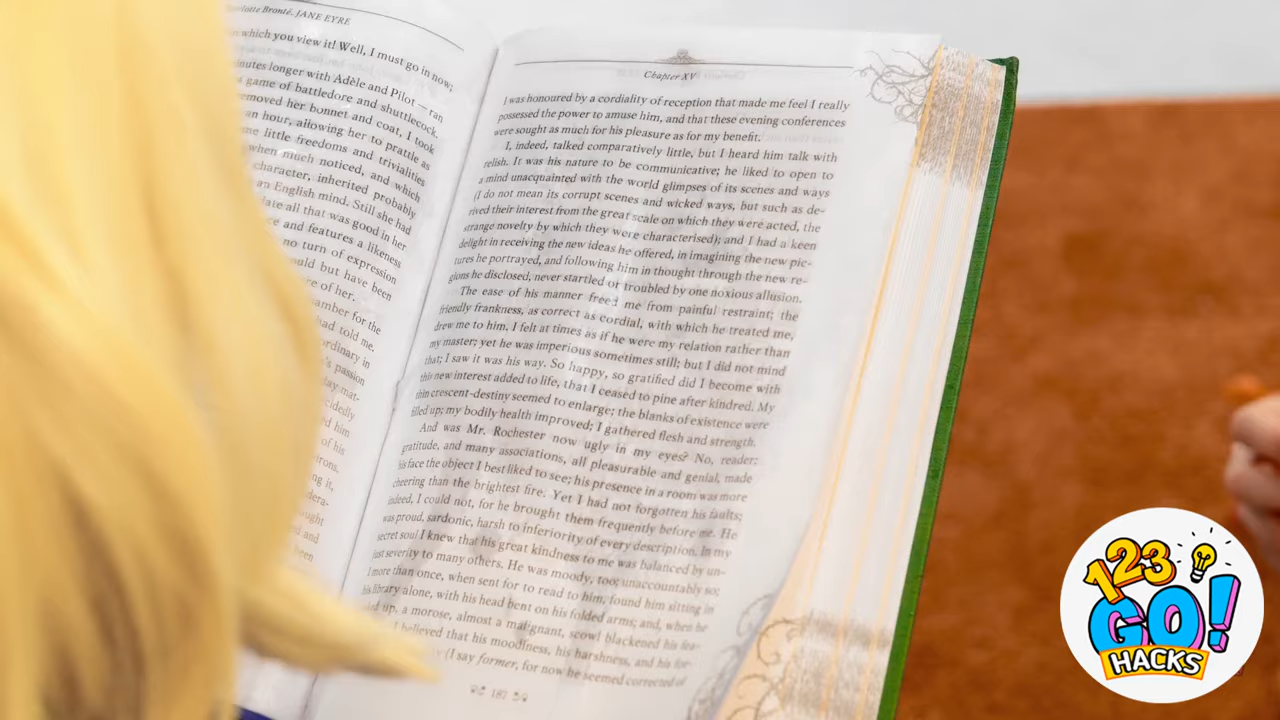 Charlotte Brontë, JANE EYRE
which you view it! Well, I must go in now;
minutes longer with Adèle and Pilot — ran
game of battledore and shuttlecock.
removed her bonnet and coat, I took
an hour, allowing her to prattle as
little freedoms and trivialities
when much noticed, and which
character, inherited probably
an English mind. Still she had
all that was good in her
and features a likeness
no turn of expression
but have been
of her.
for the
had told me.
in
passion
him
of his
it,
and
been
Chapter XV
I was honoured by a cordiality of reception that made me feel I really
possessed the power to amuse him, and that these evening conferences
were sought as much for his pleasure as for my benefit.
I, indeed, talked comparatively little, but I heard him talk with
relish. It was his nature to be communicative; he liked to open to
a mind unacquainted with the world glimpses of its scenes and ways
(I do not mean its corrupt scenes and wicked ways, but such as de-
rived their interest from the great scale on which they were acted, the
strange novelty by which they were characterised); and I had a keen
delight in receiving the new ideas he offered, in imagining the new pic-
tures he portrayed, and following him in thought through the new re-
gions he disclosed, never startled or troubled by one noxious allusion.
The ease of his manner freed me from painful restraint; the
friendly frankness, as correct as cordial, with which he treated me,
drew me to him. I felt at times as if he were my relation rather than
my master; yet he was imperious sometimes still; but I did not mind
that; I saw it was his way. So happy, so gratified did I become with
this new interest added to life, that I ceased to pine after kindred. My
thin crescent-destiny seemed to enlarge; the blanks of existence were
filled up; my bodily health improved; I gathered flesh and strength.
And was Mr. Rochester now ugly in my eyes? No, reader:
gratitude, and many associations, all pleasurable and genial, made
his face the object I best liked to see; his presence in a room was more
cheering than the brightest fire. Yet I had not forgotten his faults;
indeed, I could not, for he brought them frequently before me. He
was proud, sardonic, harsh to inferiority of every description. In my
secret soul I knew that his great kindness to me was balanced by un-
just severity to many others. He was moody, too; unaccountably so;
I more than once, when sent for to read to him, found him sitting in
his library alone, with his head bent on his folded arms; and, when he
up, a morose, almost a malignant, scowl blackened his fea-
I believed that his moodiness, his harshness, and his for-
(I say former, for now he seemed corrected of
187
123
GO!
HACKS